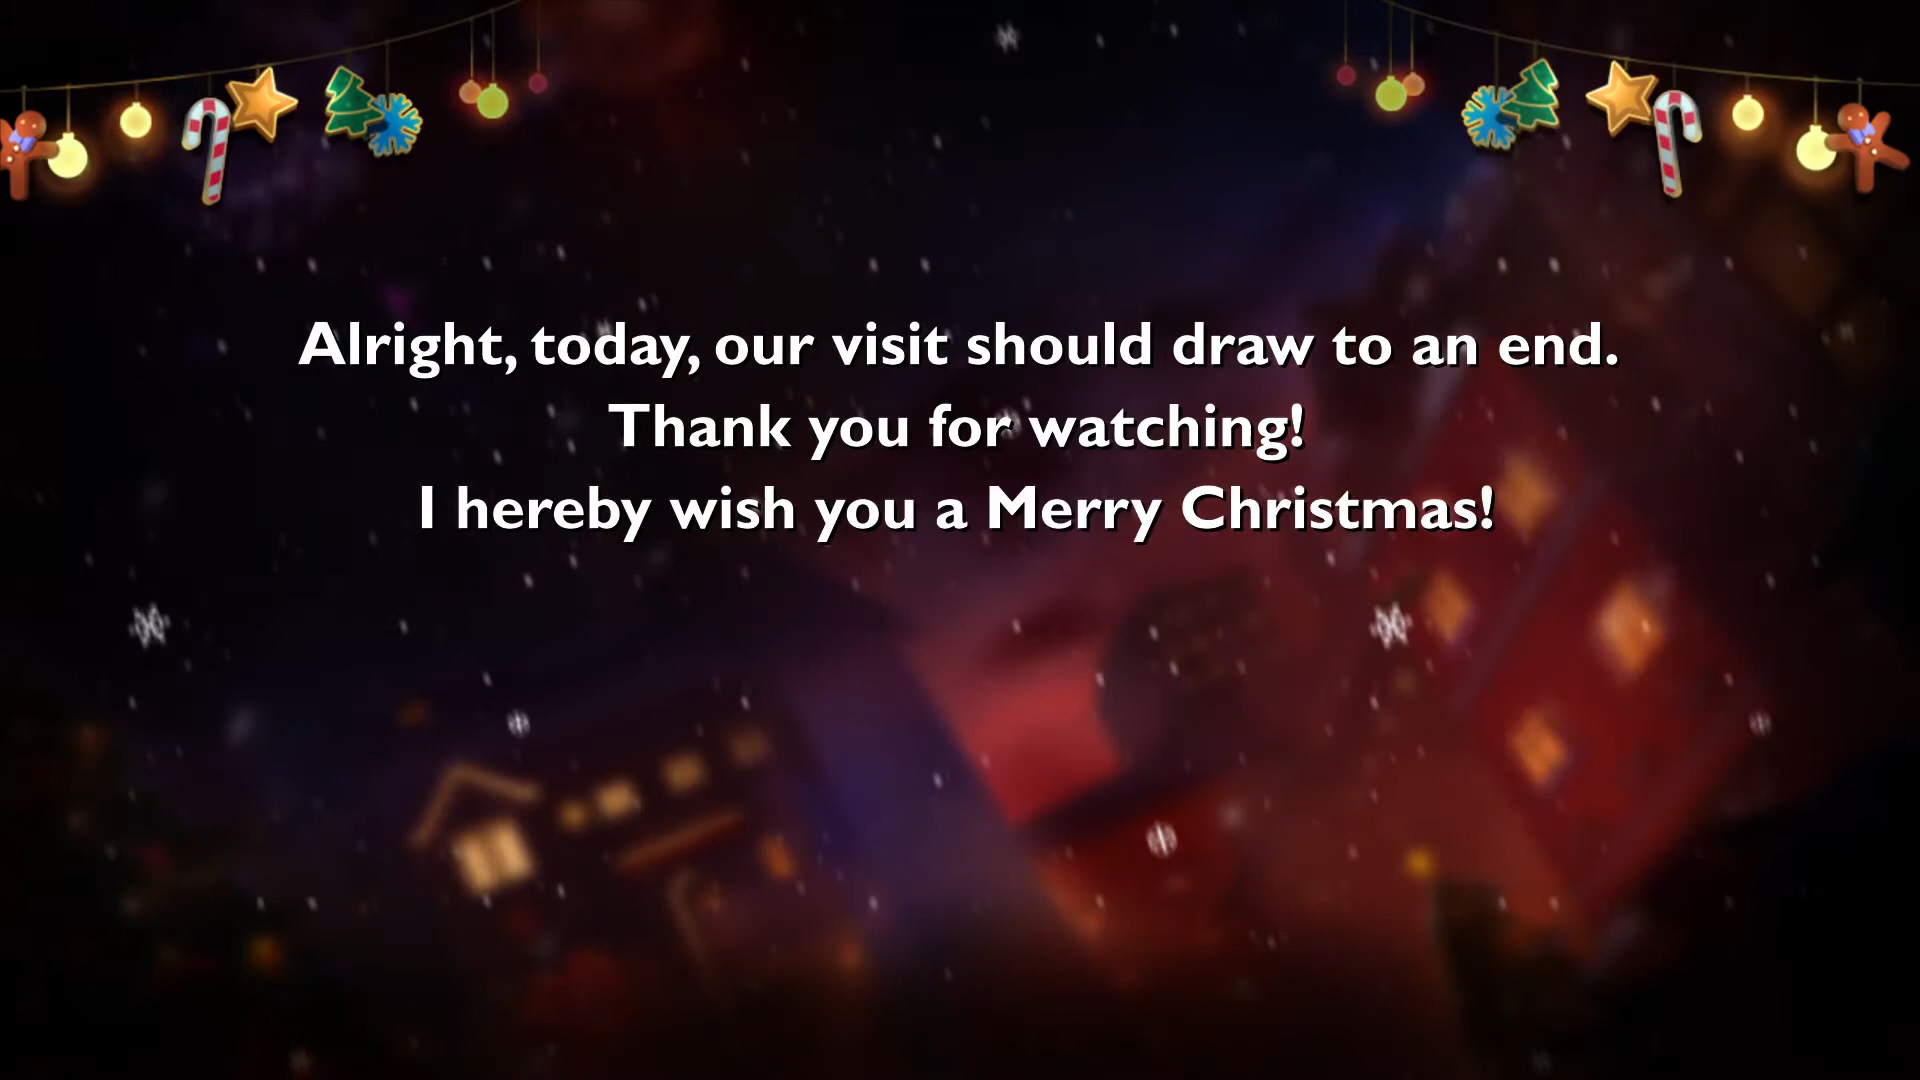 Alright, today, our visit should draw to an end.
Thank you for watching!
I hereby wish you a Merry Christmas!